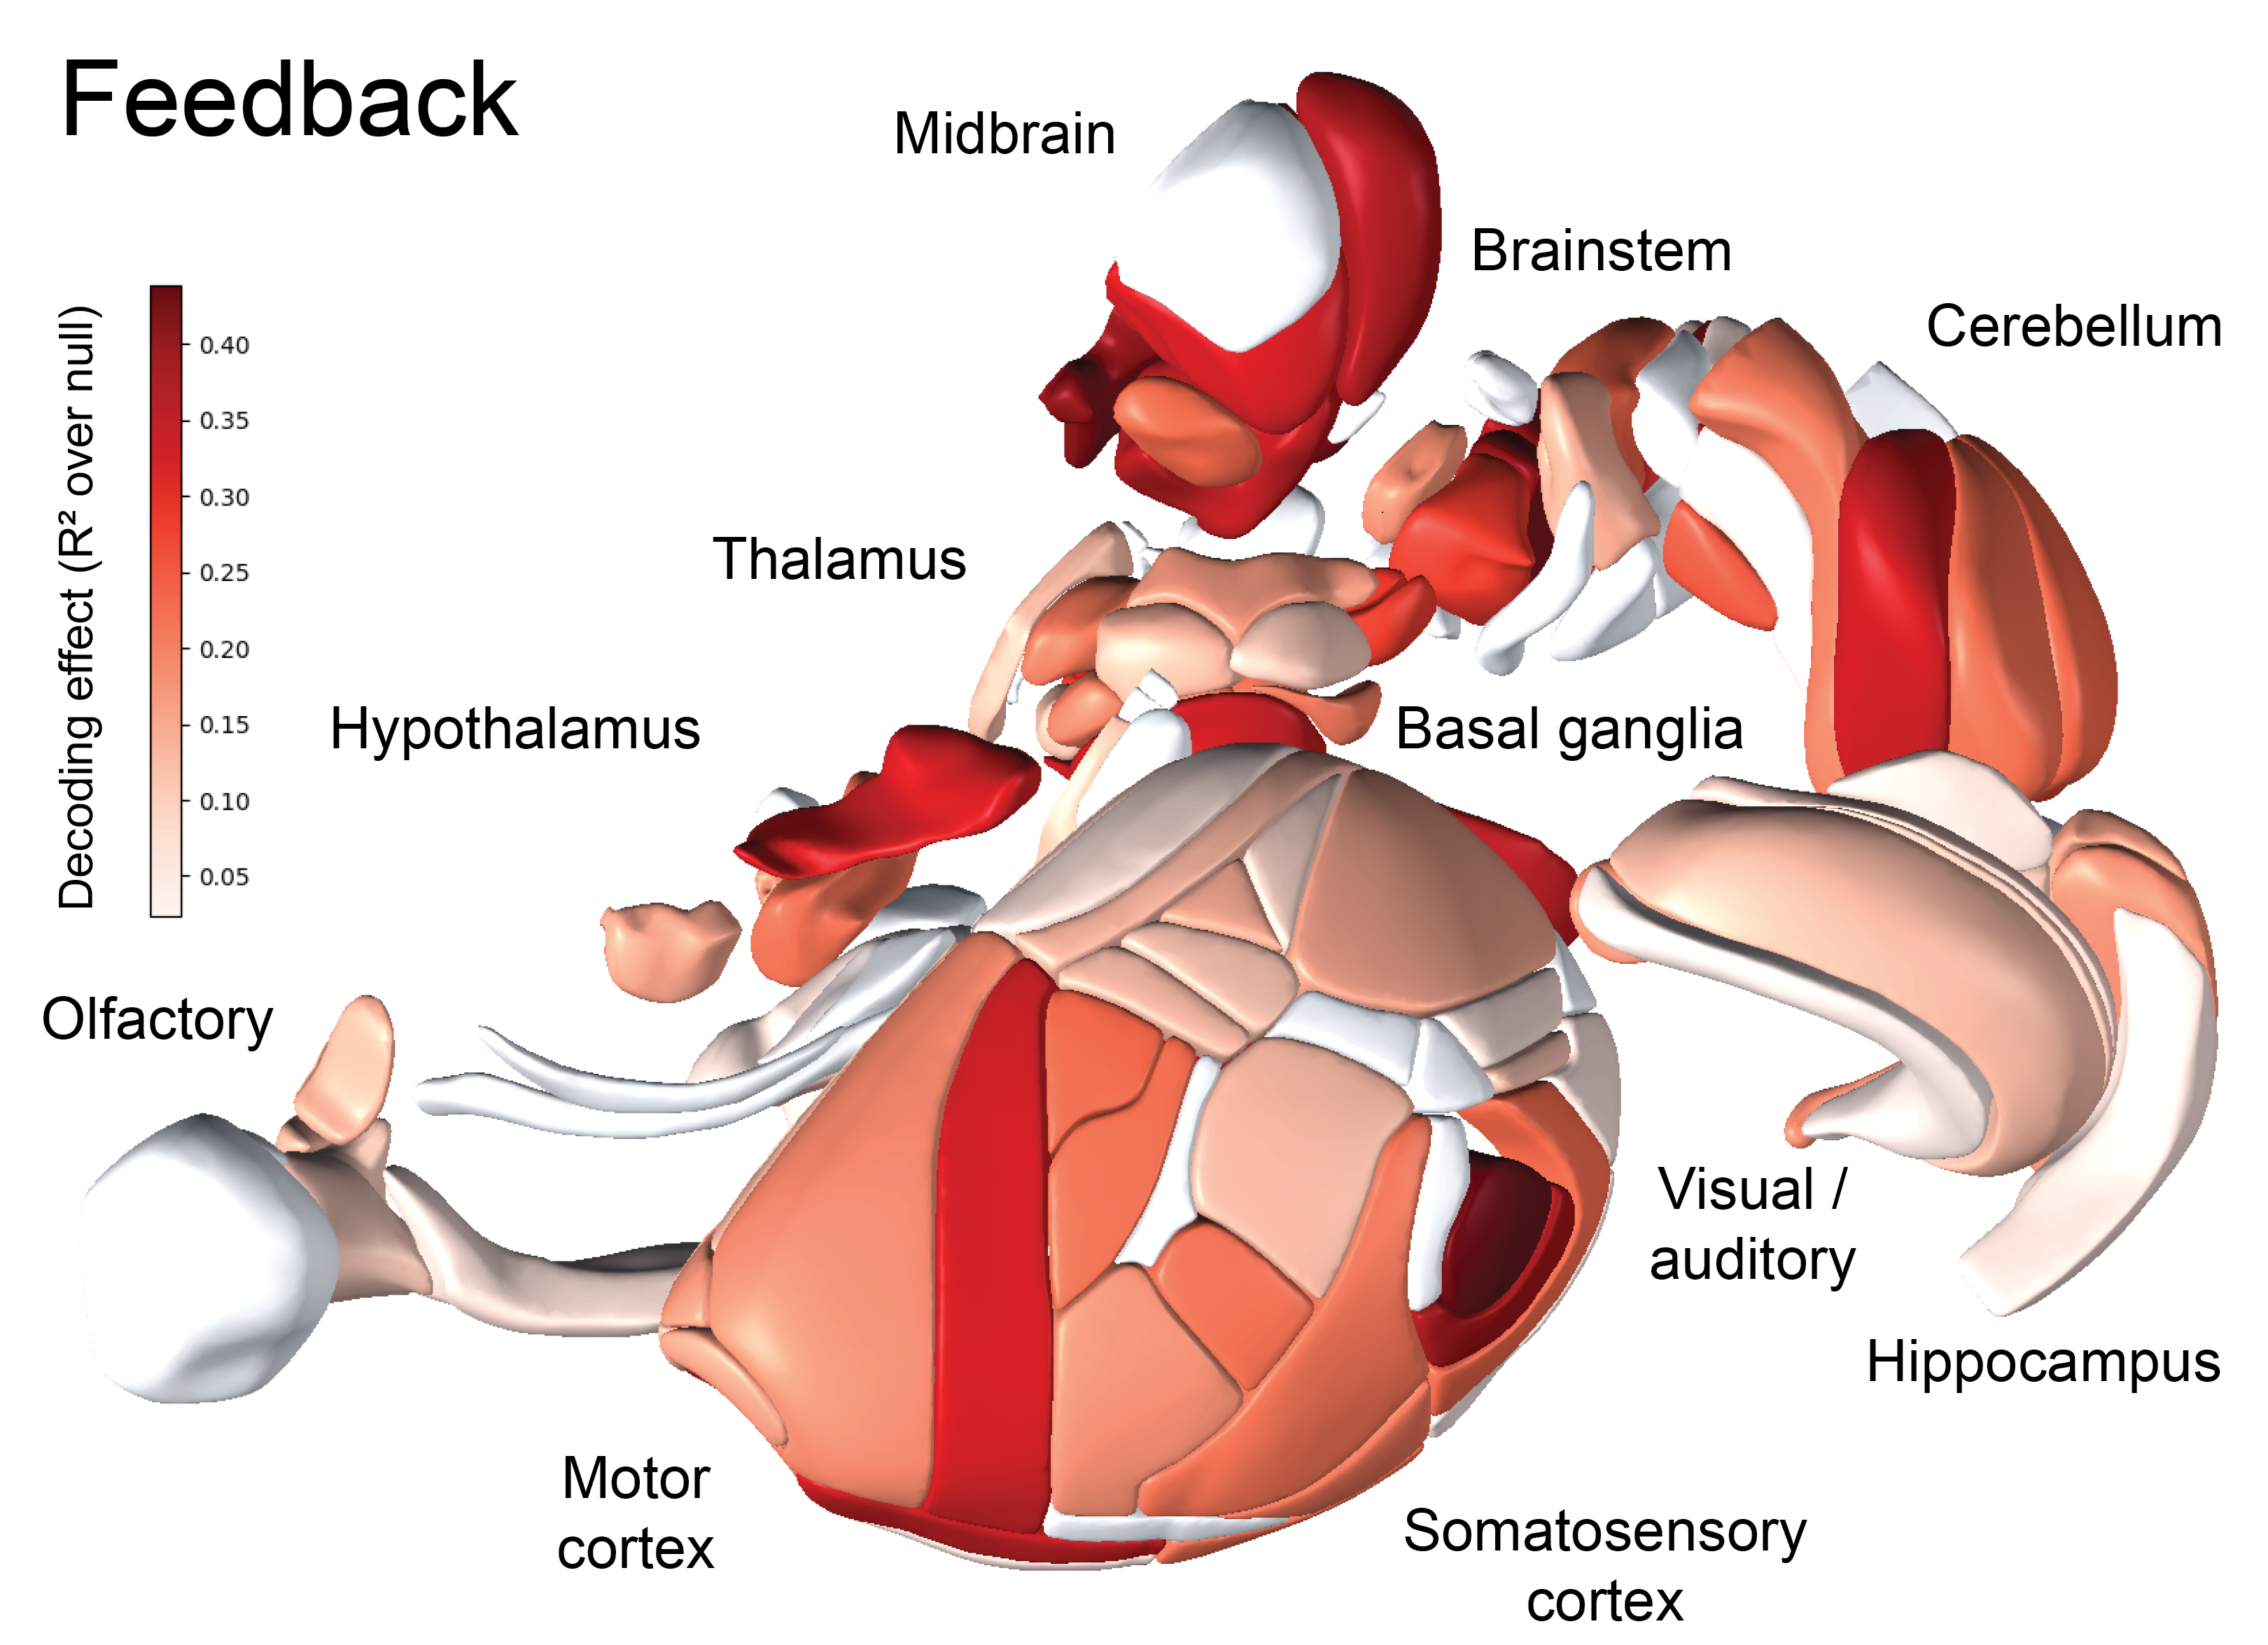 Feedback
Midbrain
Brainstem
Cerebellum
Decoding effect (R² over null)
0.40
0.35
0.30
0.25
0.20
0.15
0.10
0.05
Thalamus
Hypothalamus
Basal ganglia
Olfactory
Visual /
auditory
Hippocampus
Motor
cortex
Somatosensory
cortex